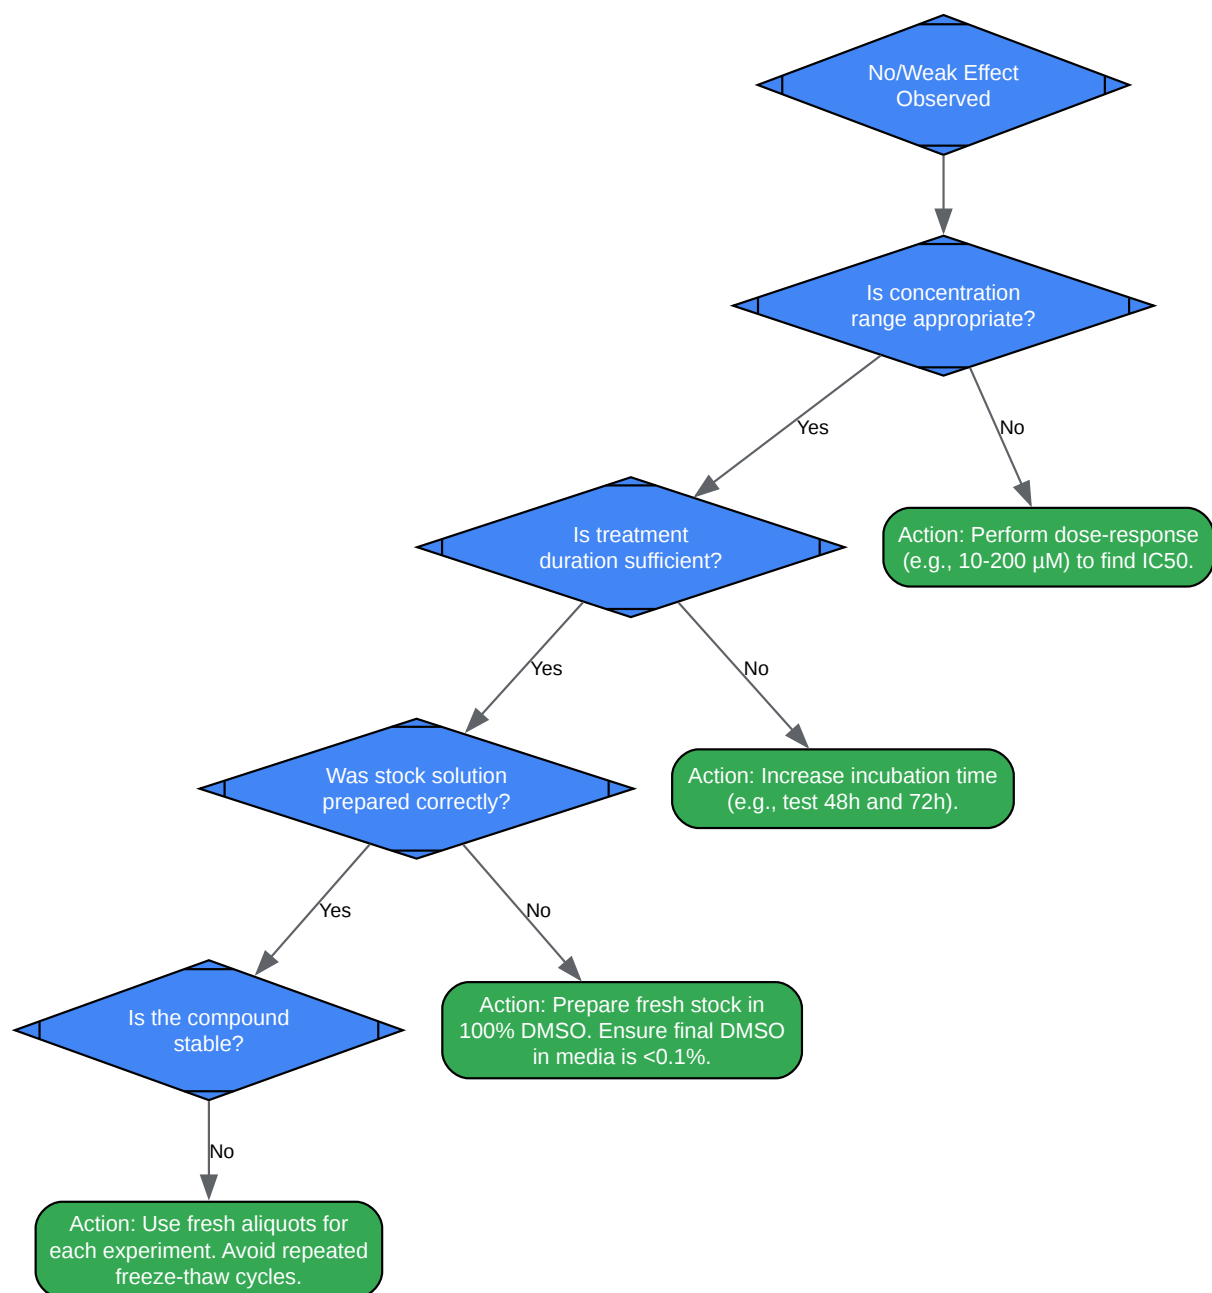 No/Weak Effect
Observed
Is concentration
range appropriate?
Yes
No
Is treatment
duration sufficient?
Action: Perform dose-response
(e.g., 10-200 µM) to find IC50.
Yes
No
Was stock solution
prepared correctly?
Action: Increase incubation time
(e.g., test 48h and 72h).
Yes
No
Is the compound
stable?
Action: Prepare fresh stock in
100% DMSO. Ensure final DMSO
in media is <0.1%.
No
Action: Use fresh aliquots for
each experiment. Avoid repeated
freeze-thaw cycles.